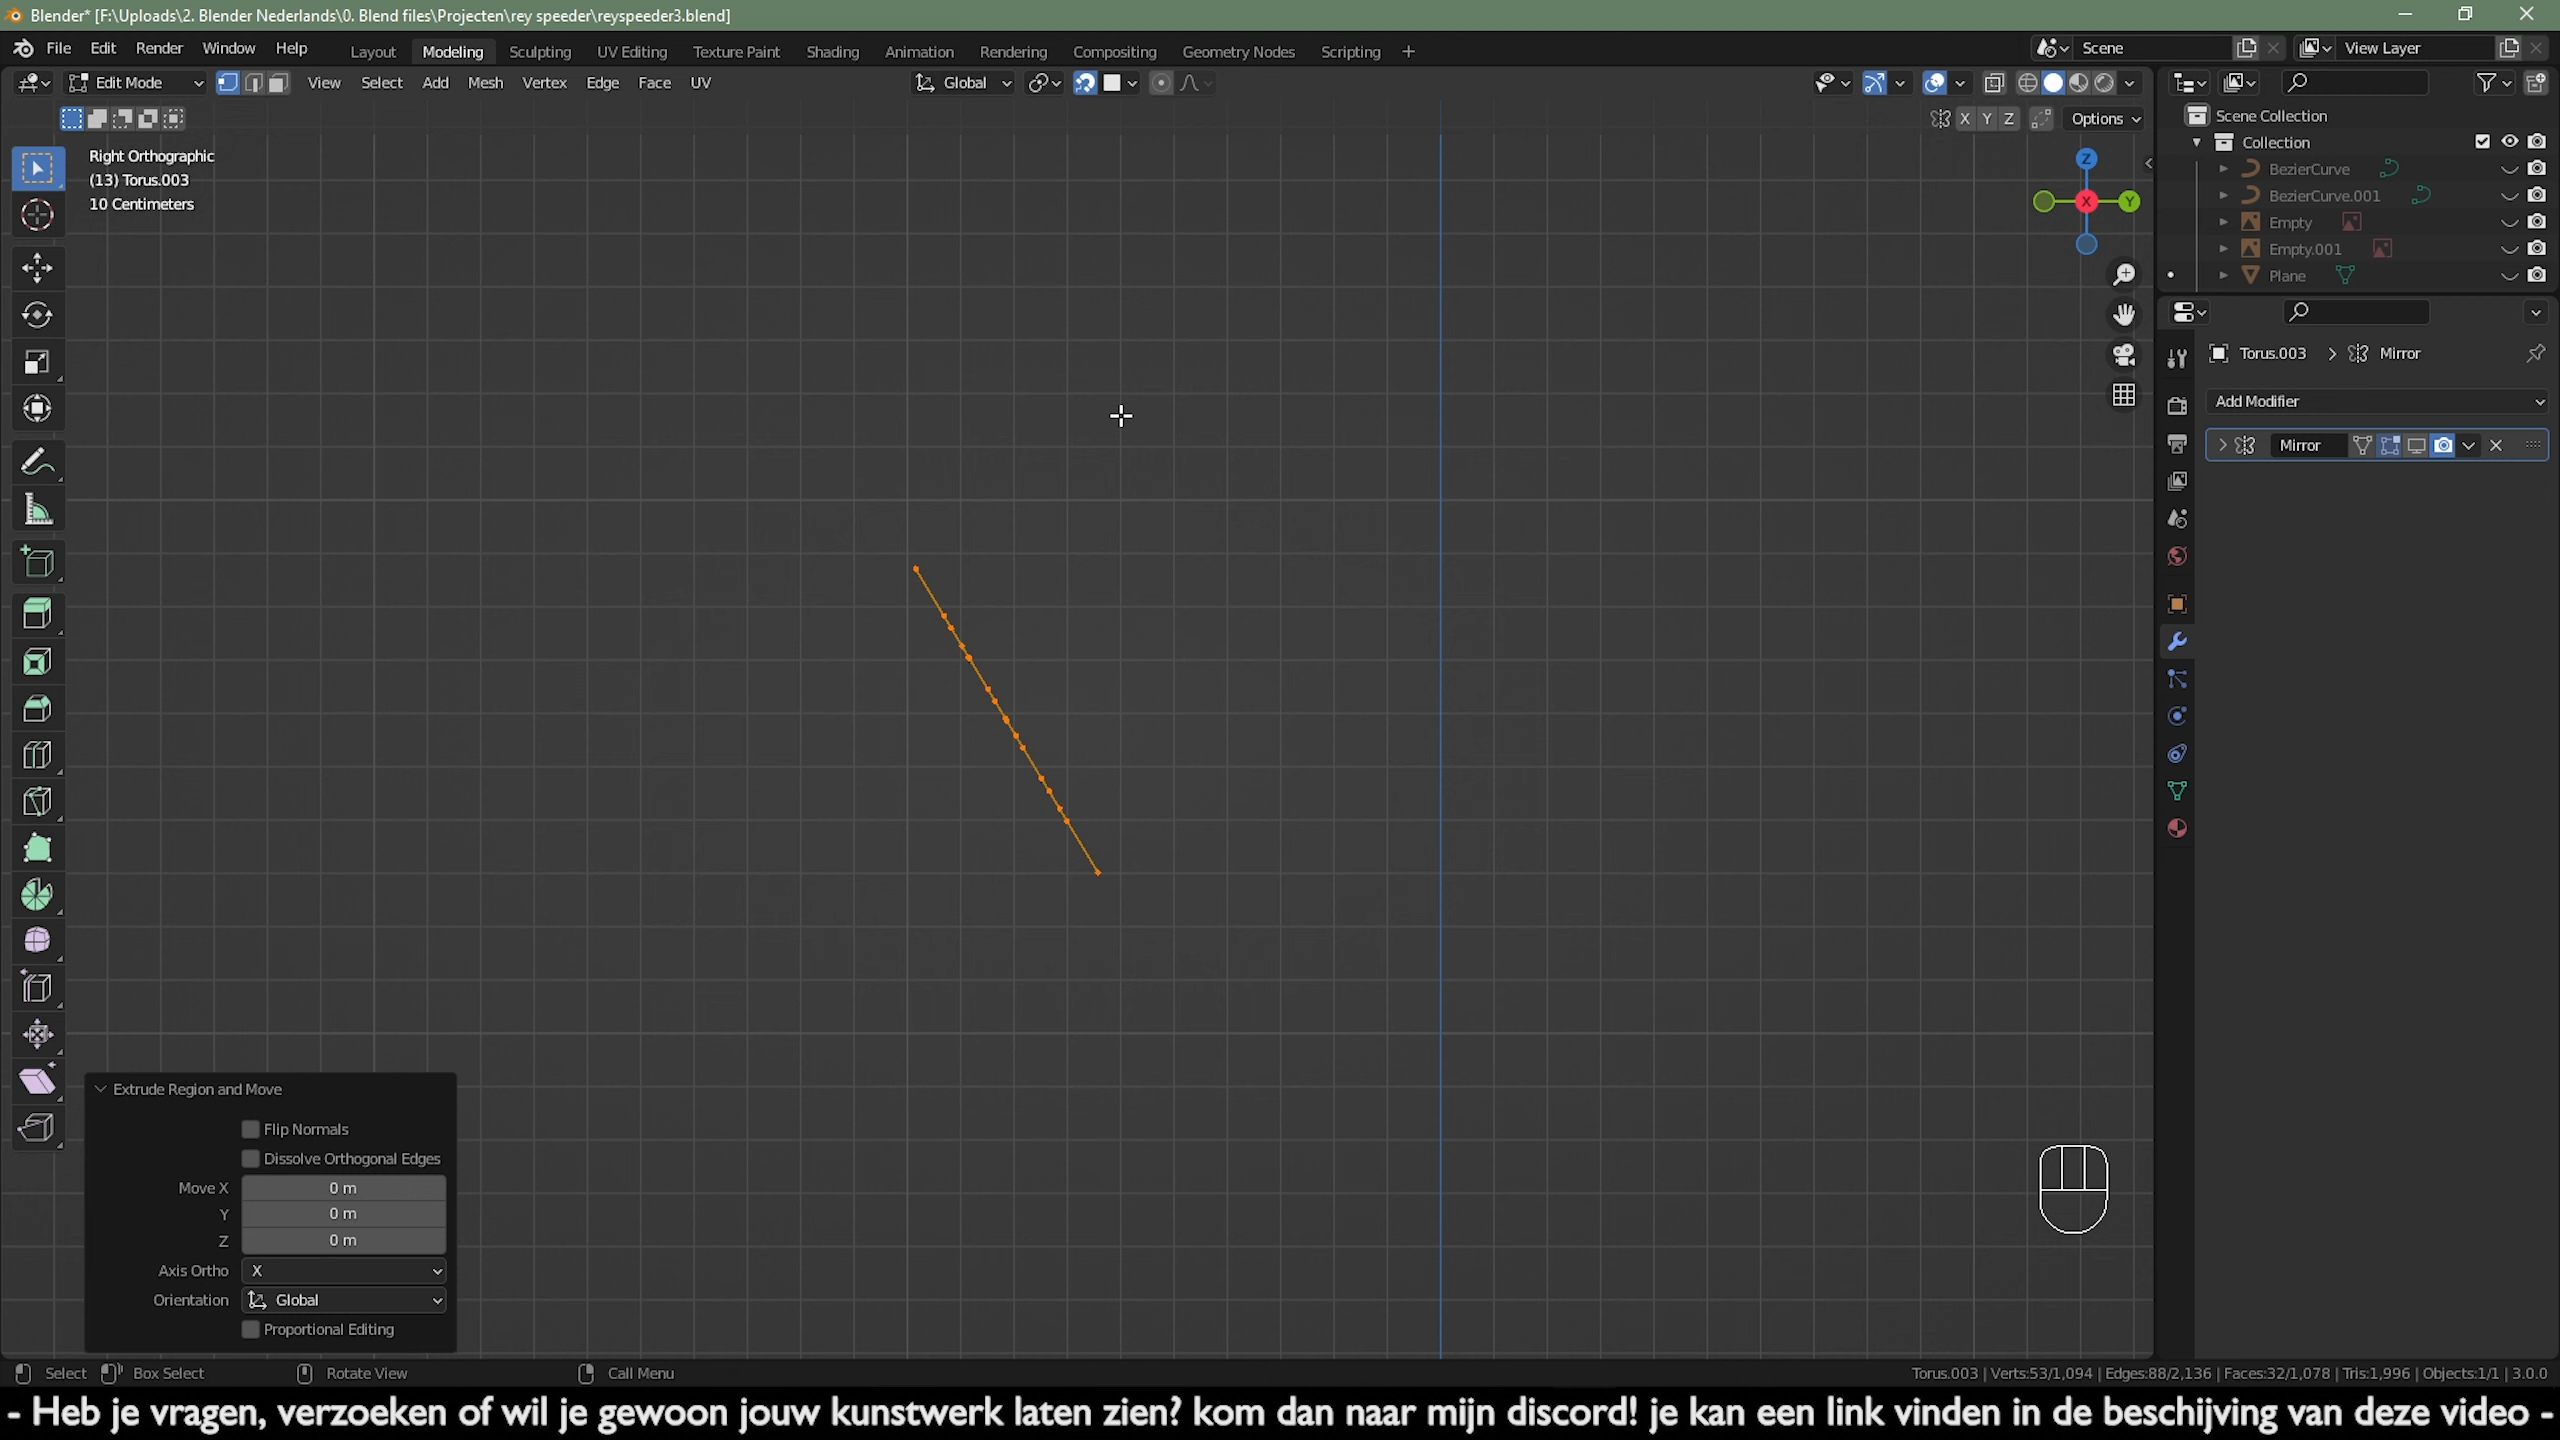 Blender* [F:\Uploads\2. Blender Nederlands\0. Blend files\Projecten\rey speeder\reyspeeder3.blend]
File Edit Render Window Help Layout Modeling Sculpting UV Editing Texture Paint Shading Animation Rendering Compositing Geometry Nodes Scripting + Scene View Layer
Edit Mode View Select Add Mesh Vertex Edge Face UV Global
X Y Z Options
Right Orthographic
(13) Torus.003
10 Centimeters
Z
X Y
Scene Collection
Collection
BezierCurve
BezierCurve.001
Empty
Empty.001
Plane
Torus.003 > Mirror
Add Modifier
Mirror
Extrude Region and Move
Flip Normals
Dissolve Orthogonal Edges
Move X 0 m
Y 0 m
Z 0 m
Axis Ortho X
Orientation Global
Proportional Editing
Select Box Select Rotate View Call Menu Torus.003 | Verts:53/1,094 | Edges:88/2,136 | Faces:32/1,078 | Tris:1,996 | Objects:1/1 | 3.0.0
- Heb je vragen, verzoeken of wil je gewoon jouw kunstwerk laten zien? kom dan naar mijn discord! je kan een link vinden in de beschijving van deze video -